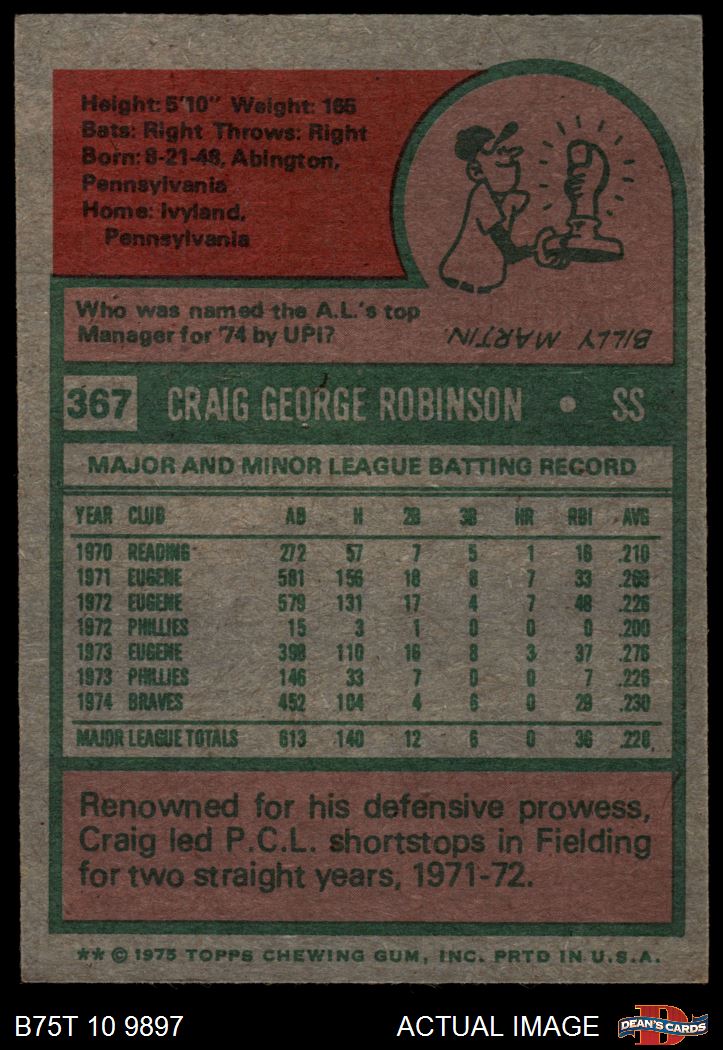 Height: 5'10" Weight: 165
Bats: Right Throws: Right
Born: 8-21-48, Abington,
Pennsylvania
Home: Ivyland,
Pennsylvania
Who was named the A.L.'s top
Manager for '74 by UPI?
BILLY MARTIN.
367 CRAIG GEORGE ROBINSON • SS
MAJOR AND MINOR LEAGUE BATTING RECORD
YEAR CLUB AB H 2B 3B HR RBI AVG
1970 READING 272 57 7 5 1 16 .210
1971 EUGENE 581 156 18 8 7 33 .269
1972 EUGENE 579 131 17 4 7 48 .226
1972 PHILLIES 15 3 1 0 0 0 .200
1973 EUGENE 398 110 16 8 3 37 .276
1973 PHILLIES 146 33 7 0 0 7 .226
1974 BRAVES 452 104 4 6 0 29 .230
MAJOR LEAGUE TOTALS 613 140 12 6 0 36 .228
Renowned for his defensive prowess,
Craig led P.C.L. shortstops in Fielding
for two straight years, 1971-72.
** © 1975 TOPPS CHEWING GUM, INC. PRTD IN U.S.A.
B75T 10 9897 ACTUAL IMAGE DEAN'S CARDS